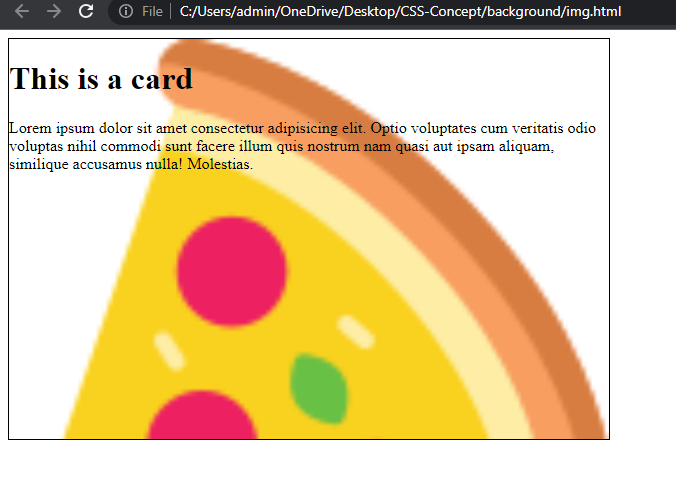 File | C:/Users/admin/OneDrive/Desktop/CSS-Concept/background/img.html
This is a card
Lorem ipsum dolor sit amet consectetur adipisicing elit. Optio voluptates cum veritatis odio
voluptas nihil commodi sunt facere illum quis nostrum nam quasi aut ipsam aliquam,
similique accusamus nulla! Molestias.